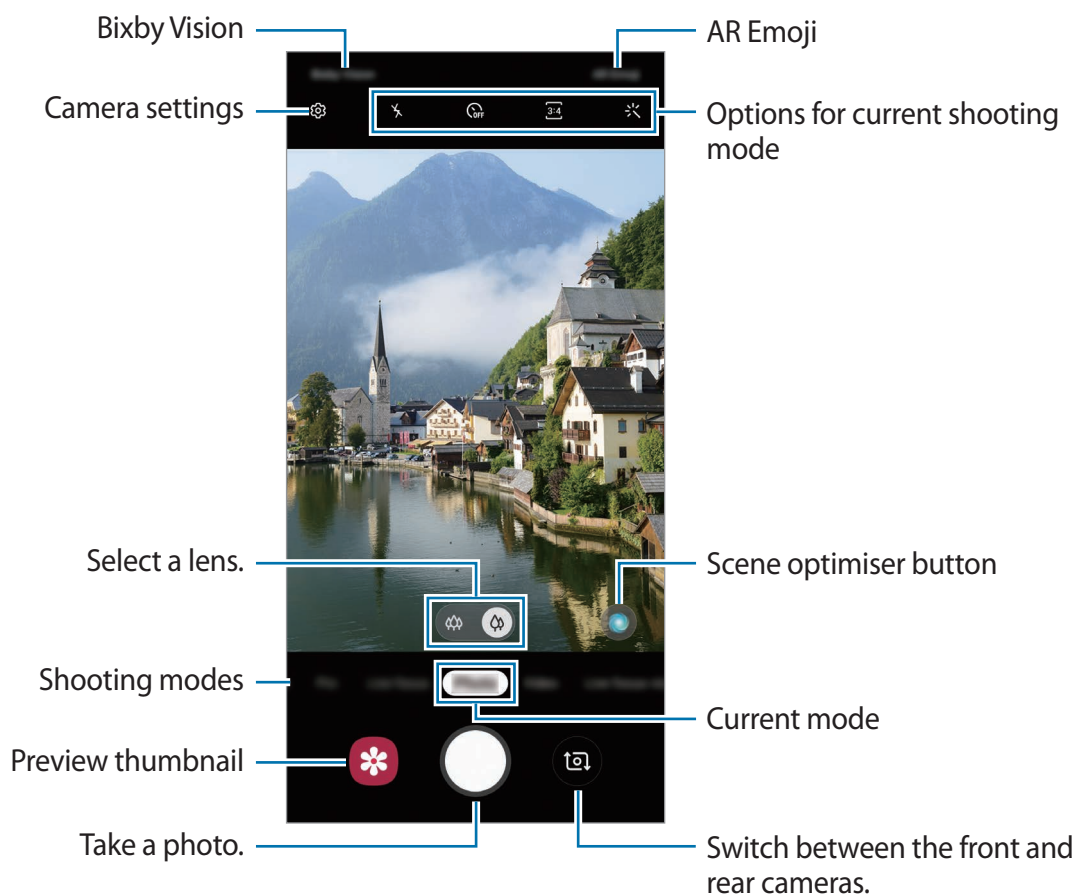 Bixby Vision
AR Emoji
Camera settings
OFF
3:4
Options for current shooting
mode
Select a lens.
Scene optimiser button
Shooting modes
Current mode
Preview thumbnail
Take a photo.
Switch between the front and
rear cameras.